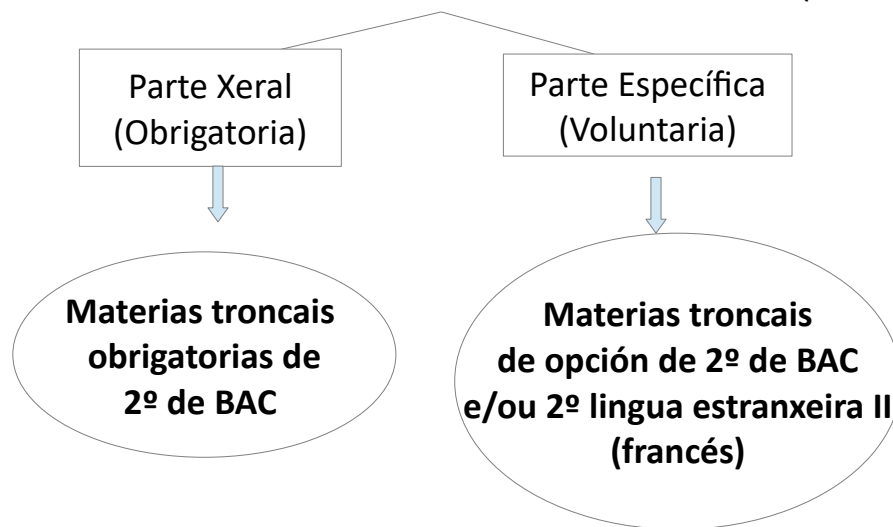 Parte Xeral
(Obrigatoria)
Parte Específica
(Voluntaria)
Materias troncais
obrigatorias de
2º de BAC
Materias troncais
de opción de 2º de BAC
e/ou 2º lingua estranxeira II
(francés)